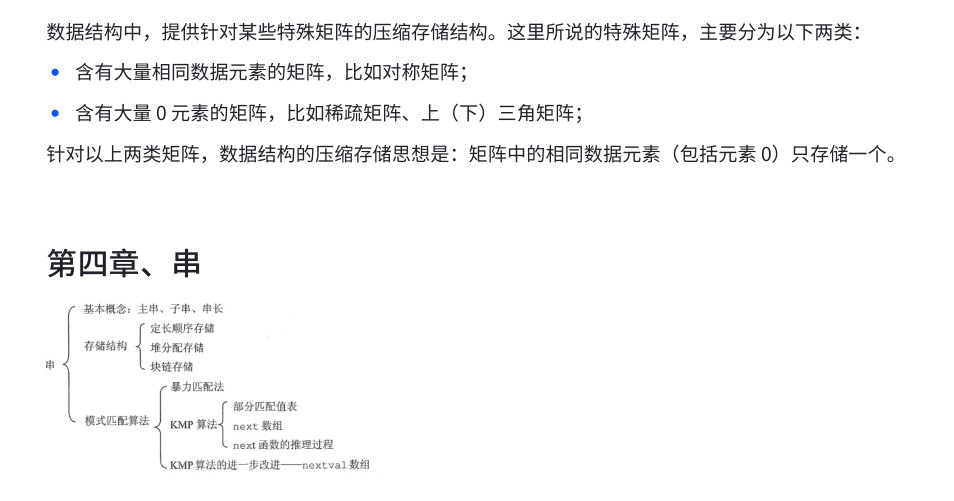 数据结构中，提供针对某些特殊矩阵的压缩存储结构。这里所说的特殊矩阵，主要分为以下两类：
• 含有大量相同数据元素的矩阵，比如对称矩阵；
• 含有大量 0 元素的矩阵，比如稀疏矩阵、上（下）三角矩阵；
针对以上两类矩阵，数据结构的压缩存储思想是：矩阵中的相同数据元素（包括元素 0）只存储一个。
第四章、串
基本概念：主串、子串、串长
定长顺序存储
存储结构
堆分配存储
块链存储
串
暴力匹配法
部分匹配值表
模式匹配算法
KMP 算法
next 数组
next 函数的推理过程
KMP 算法的进一步改进——nextval 数组